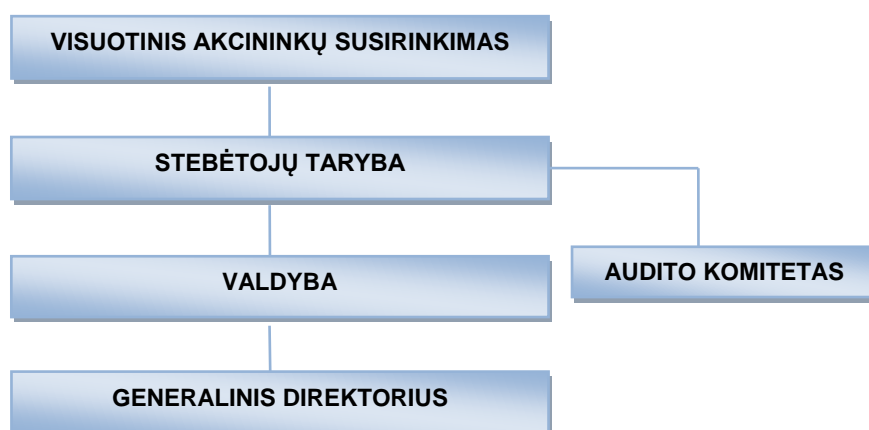 VISUOTINIS AKCININKŲ SUSIRINKIMAS
STEBĖTOJŲ TARYBA
VALDYBA
AUDITO KOMITETAS
GENERALINIS DIREKTORIUS